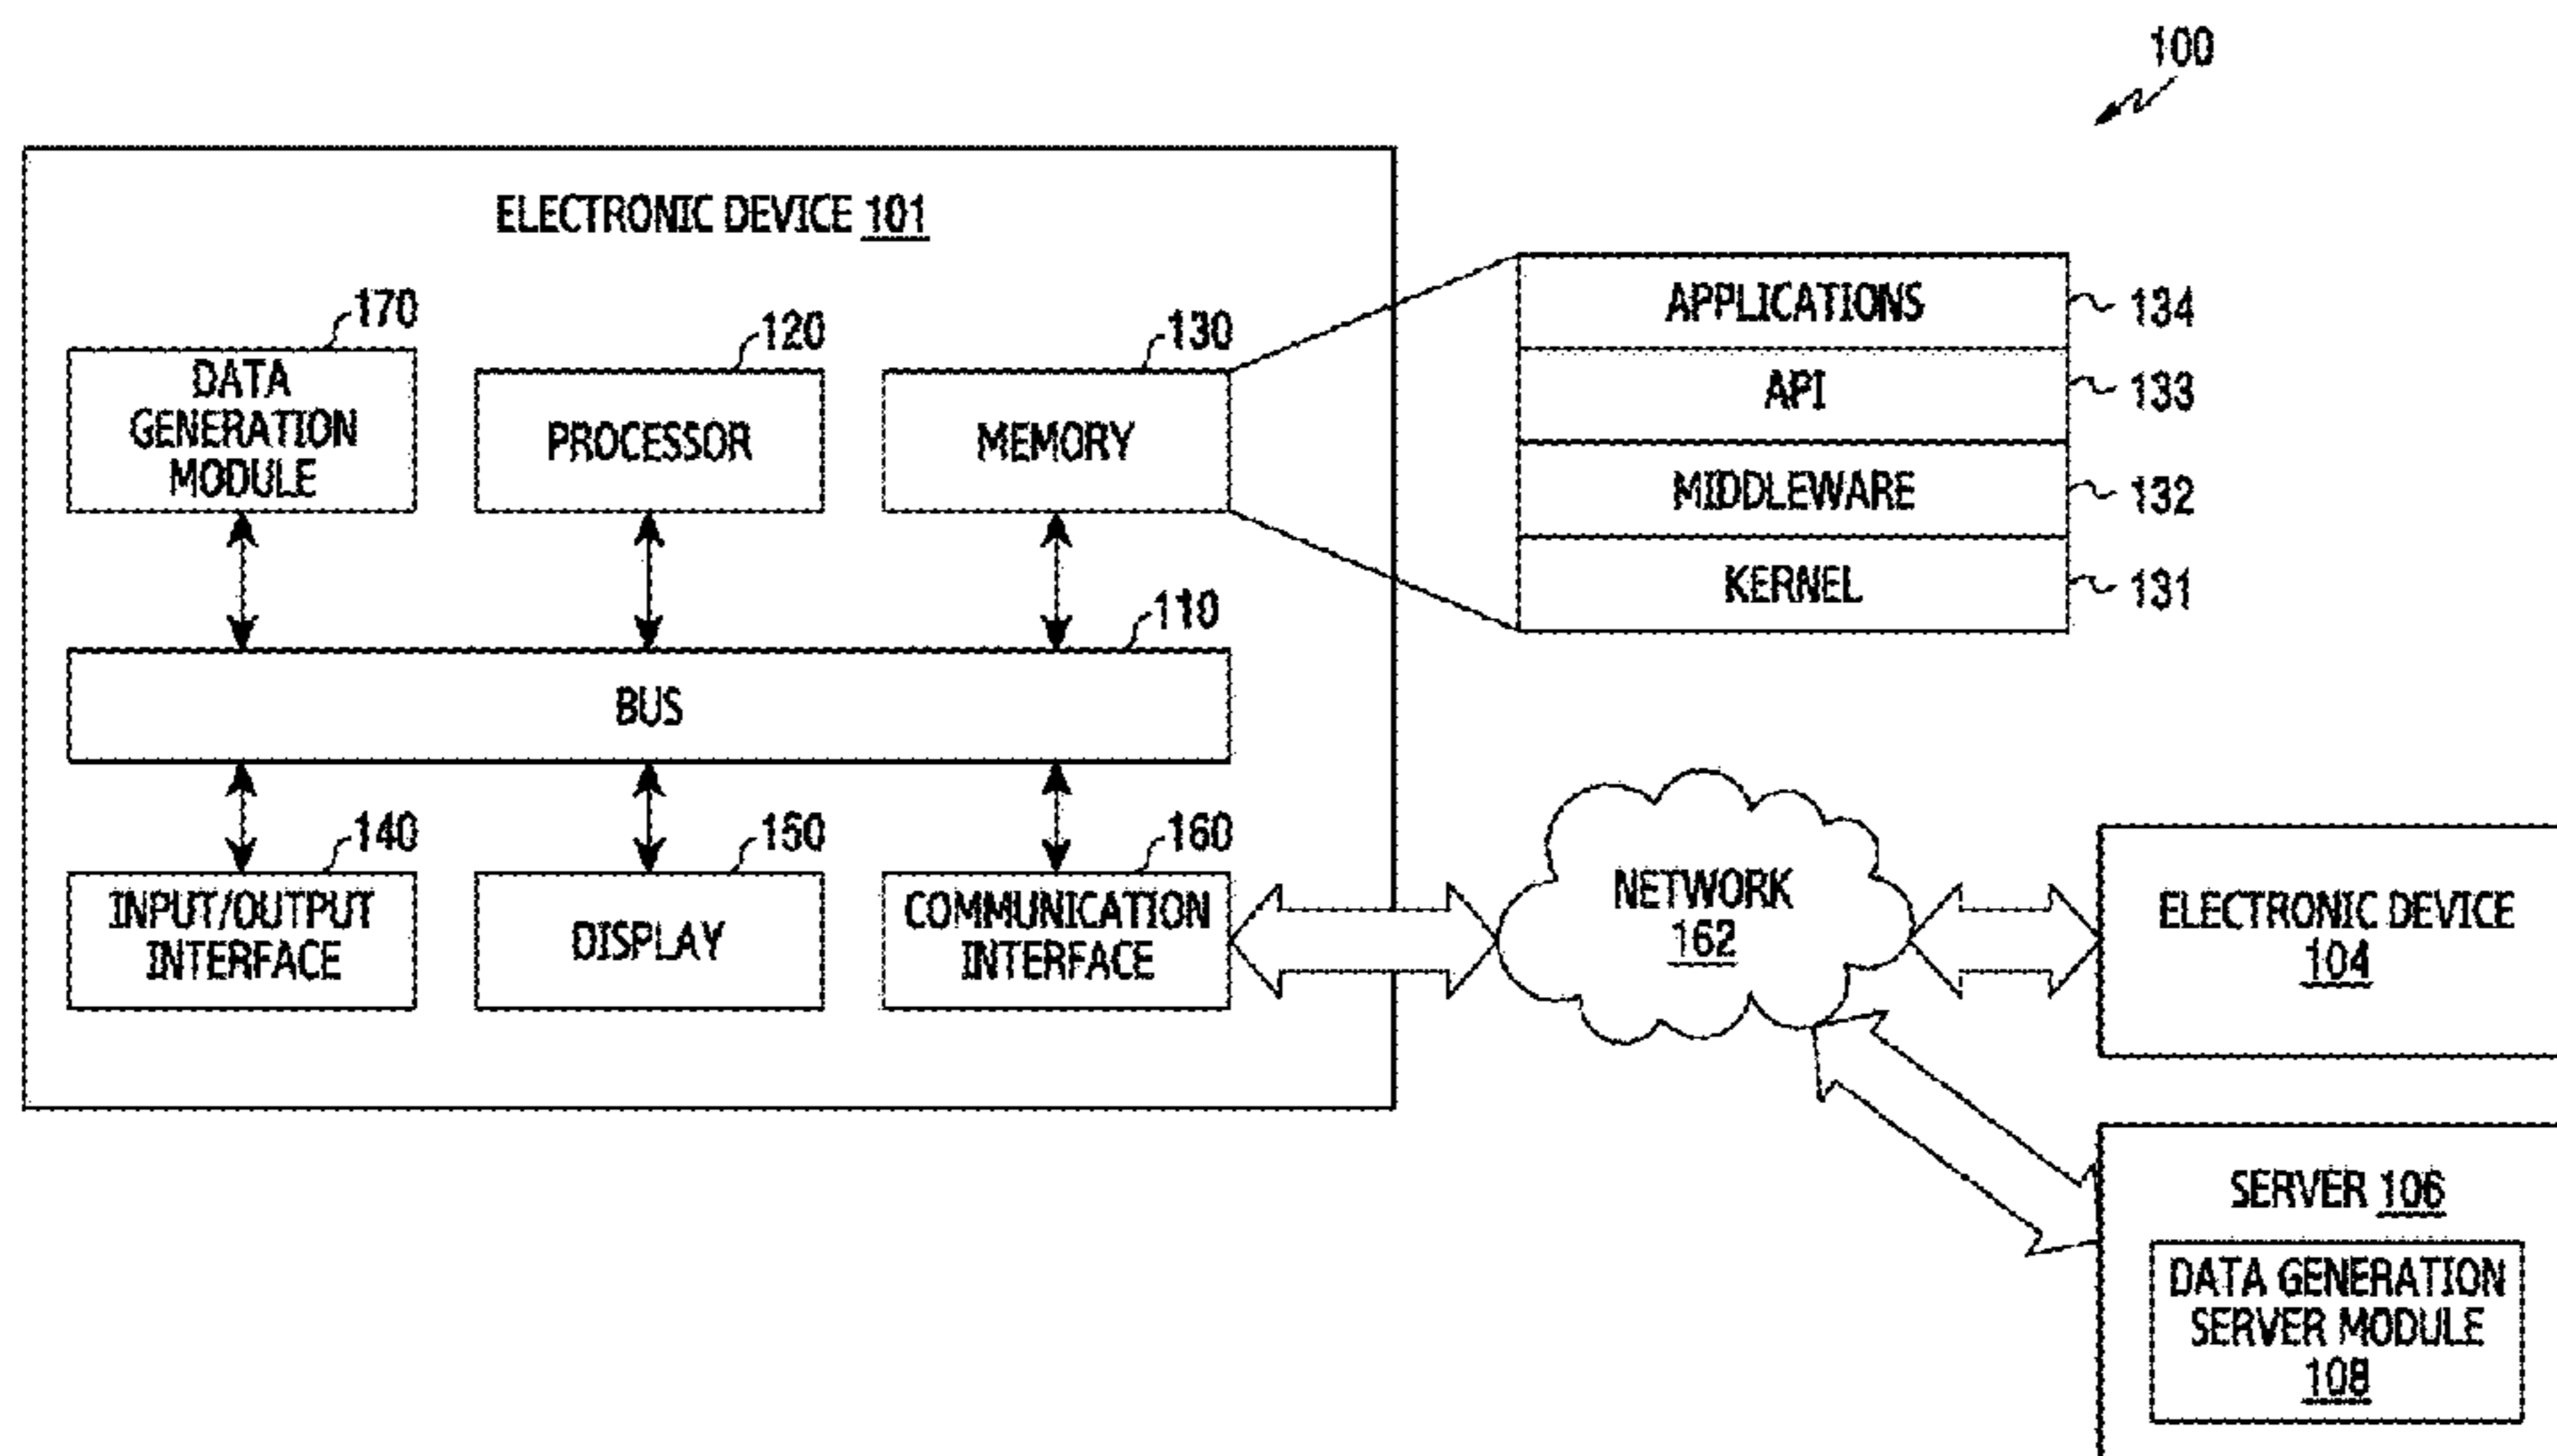 100
ELECTRONIC DEVICE 101
170
DATA
GENERATION
MODULE
120
PROCESSOR
130
MEMORY
APPLICATIONS
134
API
133
MIDDLEWARE
132
KERNEL
131
110
BUS
140
INPUT/OUTPUT
INTERFACE
150
DISPLAY
160
COMMUNICATION
INTERFACE
NETWORK
162
ELECTRONIC DEVICE
104
SERVER 106
DATA GENERATION
SERVER MODULE
108